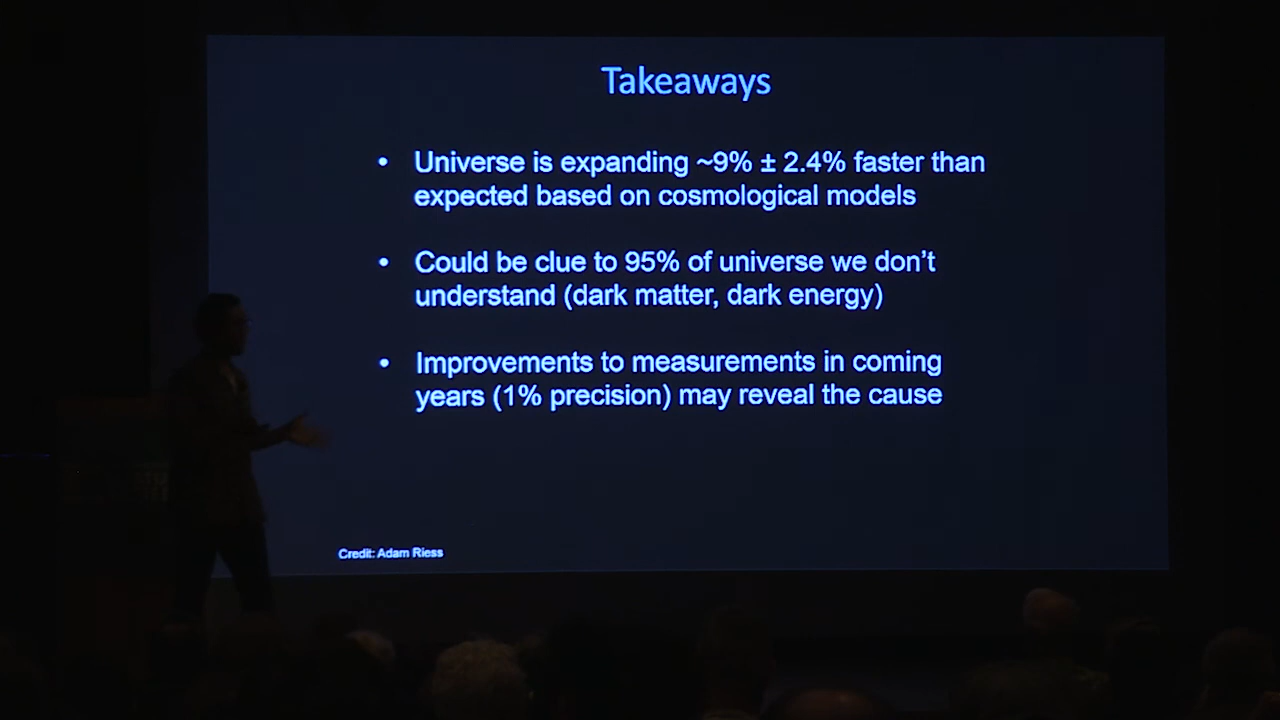 Takeaways
• Universe is expanding ~9% ± 2.4% faster than
expected based on cosmological models
• Could be clue to 95% of universe we don't
understand (dark matter, dark energy)
• Improvements to measurements in coming
years (1% precision) may reveal the cause
Credit: Adam Riess